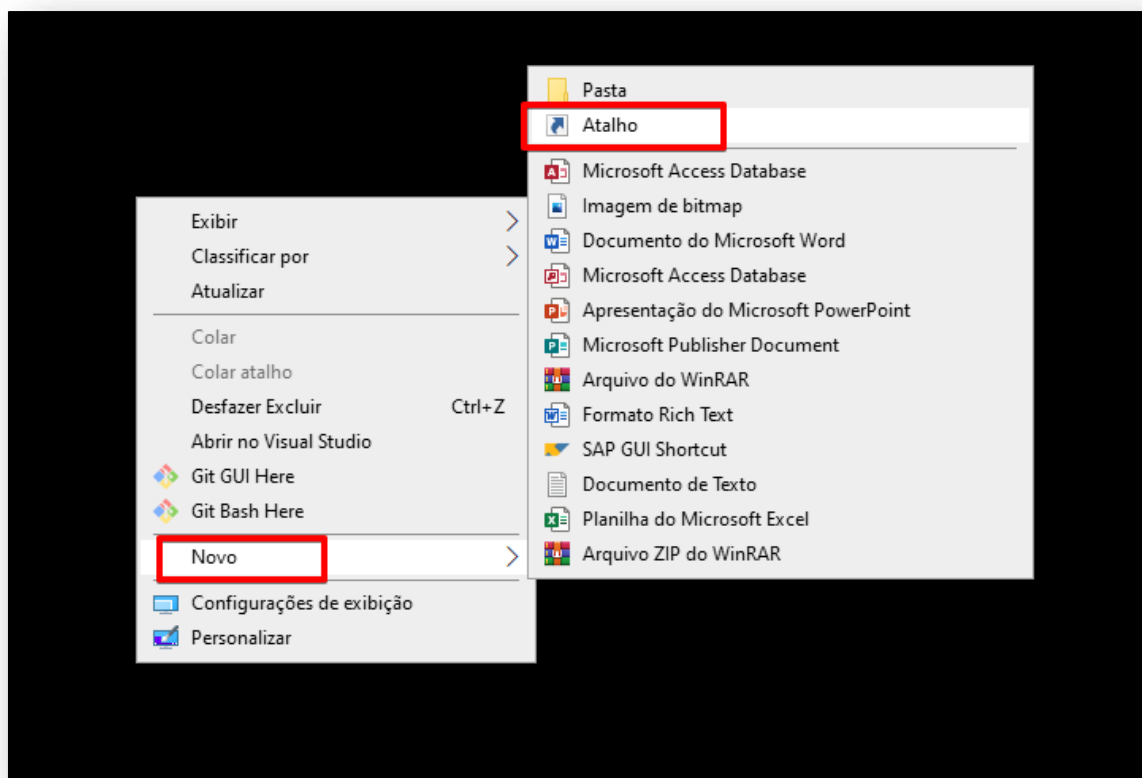 Exibir
Classificar por
Atualizar
Colar
Colar atalho
Desfazer Excluir Ctrl+Z
Abrir no Visual Studio
Git GUI Here
Git Bash Here
Novo
Configurações de exibição
Personalizar
Pasta
Atalho
Microsoft Access Database
Imagem de bitmap
Documento do Microsoft Word
Microsoft Access Database
Apresentação do Microsoft PowerPoint
Microsoft Publisher Document
Arquivo do WinRAR
Formato Rich Text
SAP GUI Shortcut
Documento de Texto
Planilha do Microsoft Excel
Arquivo ZIP do WinRAR